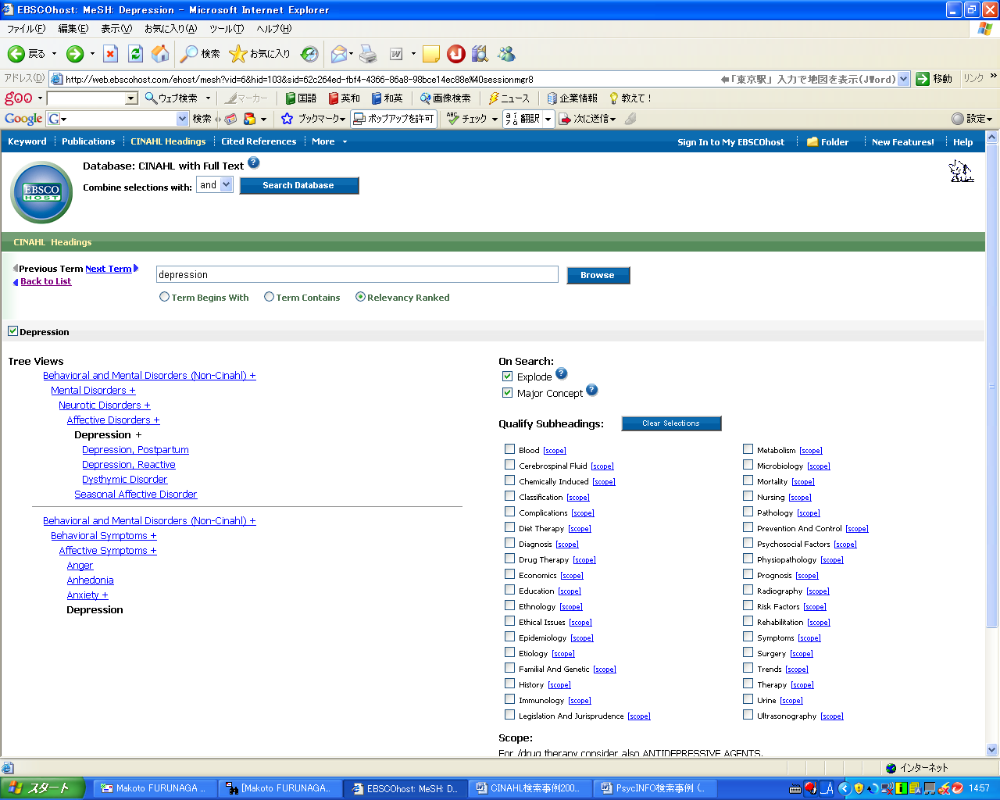 EBSCOhost: MeSH: Depression - Microsoft Internet Explorer
ファイル(F) 編集(E) 表示(V) お気に入り(A) ツール(T) ヘルプ(H)
戻る 検索 お気に入り
アドレス(D) http://web.ebscohost.com/ehost/mesh?vid=6&hid=103&sid=62c264ed-fbf4-4366-86a8-98bce14ec88e%40sessionmgr8 「東京駅」入力で地図を表示(JWord) 移動 リンク »
goo ウェブ検索 マーカー 国語 英和 和英 画像検索 ニュース 企業情報 教えて!
Google G 検索 ブックマーク ポップアップを許可 ABC チェック 翻訳 次に送信 設定
Keyword Publications CINAHL Headings Cited References More Sign In to My EBSCOhost Folder New Features! Help
Database: CINAHL with Full Text ?
Combine selections with: and Search Database
EBSCO HOST
CINAHL Headings
Previous Term Next Term
Back to List
depression Browse
Term Begins With Term Contains Relevancy Ranked
Depression
Tree Views
Behavioral and Mental Disorders (Non-Cinahl) +
Mental Disorders +
Neurotic Disorders +
Affective Disorders +
Depression +
Depression, Postpartum
Depression, Reactive
Dysthymic Disorder
Seasonal Affective Disorder
Behavioral and Mental Disorders (Non-Cinahl) +
Behavioral Symptoms +
Affective Symptoms +
Anger
Anhedonia
Anxiety +
Depression
On Search:
Explode ?
Major Concept ?
Qualify Subheadings: Clear Selections
Blood [scope]
Cerebrospinal Fluid [scope]
Chemically Induced [scope]
Classification [scope]
Complications [scope]
Diet Therapy [scope]
Diagnosis [scope]
Drug Therapy [scope]
Economics [scope]
Education [scope]
Ethnology [scope]
Ethical Issues [scope]
Epidemiology [scope]
Etiology [scope]
Familial And Genetic [scope]
History [scope]
Immunology [scope]
Legislation And Jurisprudence [scope]
Metabolism [scope]
Microbiology [scope]
Mortality [scope]
Nursing [scope]
Pathology [scope]
Prevention And Control [scope]
Psychosocial Factors [scope]
Physiopathology [scope]
Prognosis [scope]
Radiography [scope]
Risk Factors [scope]
Rehabilitation [scope]
Symptoms [scope]
Surgery [scope]
Trends [scope]
Therapy [scope]
Urine [scope]
Ultrasonography [scope]
Scope:
For /drug therapy consider also ANTIDEPRESSIVE AGENTS.
インターネット
スタート Makoto FURUNAGA ... [Makoto FURUNAGA... EBSCOhost: MeSH: D... CINAHL検索事例200... PsycINFO検索事例 (... 14:57